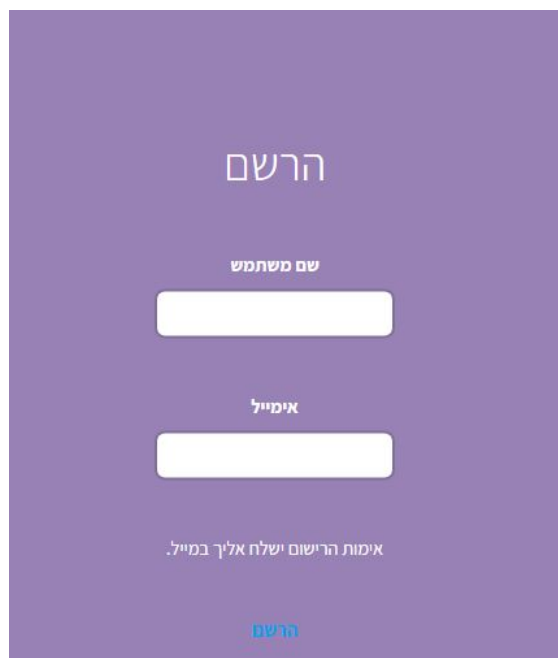 הרשם
שם משתמש
אימייל
אימות הרישום ישלח אליך במייל.
הרשם